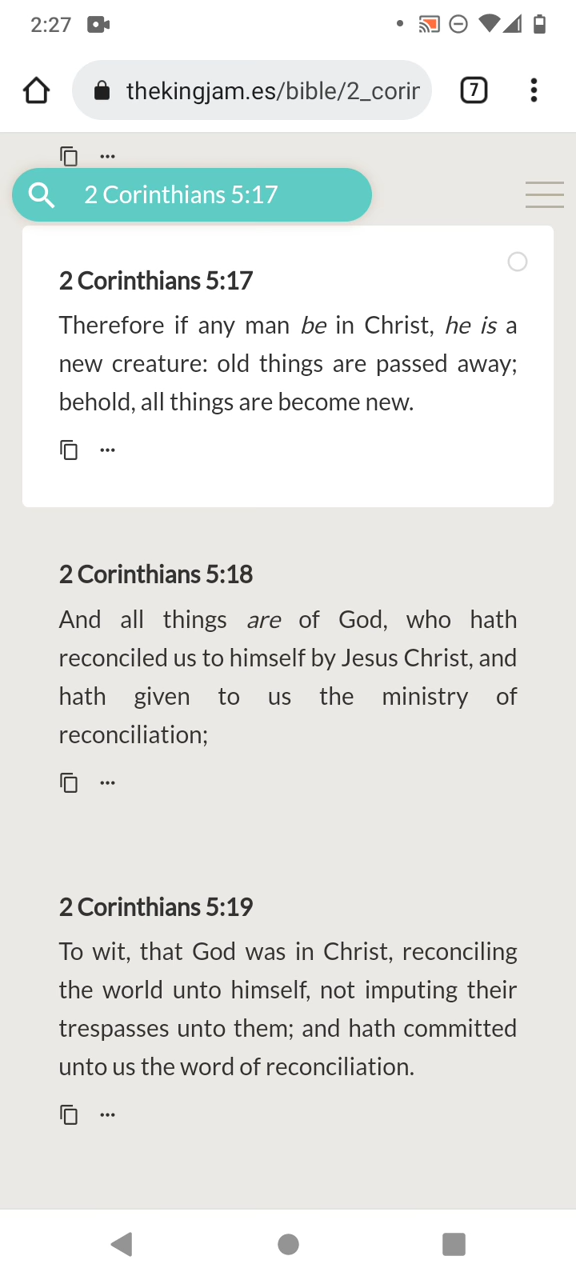 2:27
thekingjam.es/bible/2_corin
7
2 Corinthians 5:17
2 Corinthians 5:17
Therefore if any man be in Christ, he is a
new creature: old things are passed away;
behold, all things are become new.
2 Corinthians 5:18
And all things are of God, who hath
reconciled us to himself by Jesus Christ, and
hath given to us the ministry of
reconciliation;
2 Corinthians 5:19
To wit, that God was in Christ, reconciling
the world unto himself, not imputing their
trespasses unto them; and hath committed
unto us the word of reconciliation.